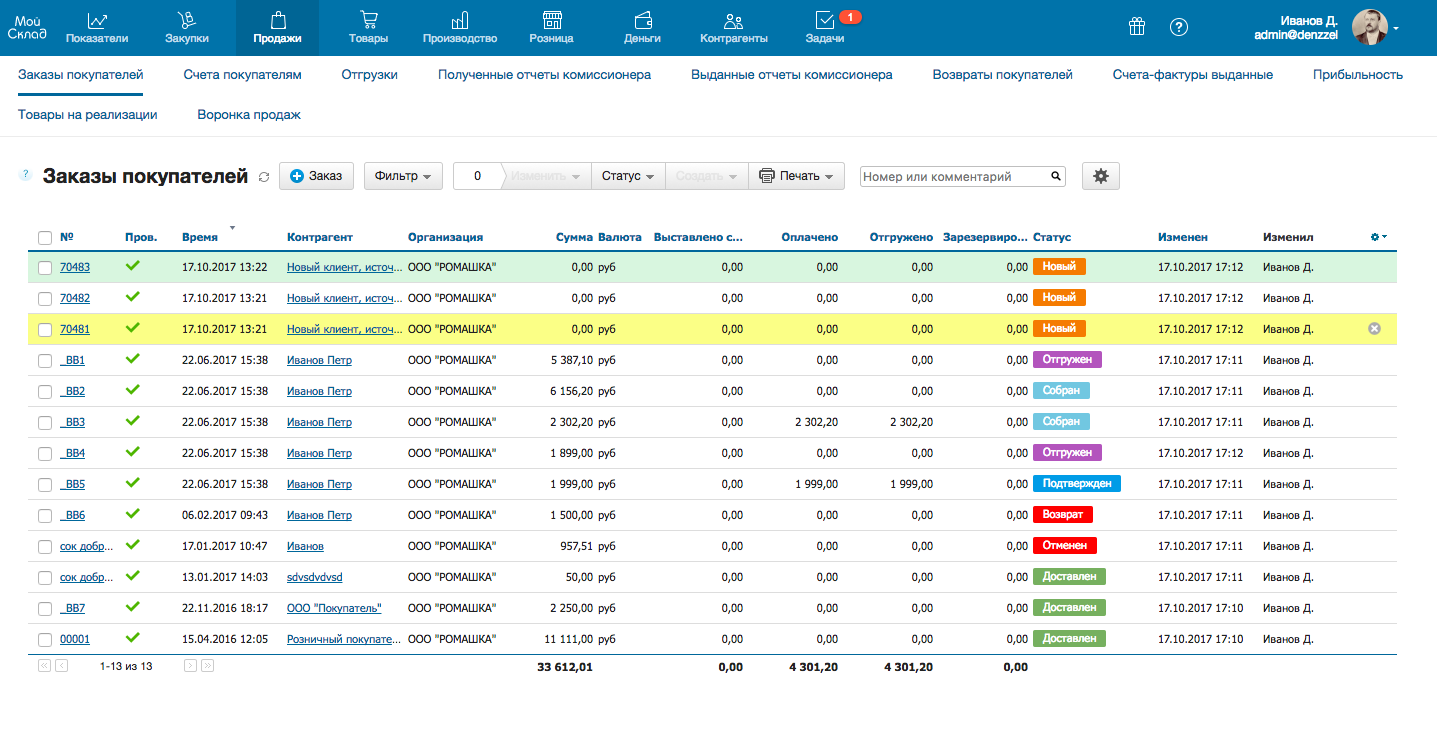 Мой Склад
Показатели Закупки Продажи Товары Производство Розница Деньги Контрагенты Задачи 1
Иванов Д.
admin@denzzel
Заказы покупателей Счета покупателям Отгрузки Полученные отчеты комиссионера Выданные отчеты комиссионера Возвраты покупателей Счета-фактуры выданные Прибыльность
Товары на реализации Воронка продаж
? Заказы покупателей Заказ Фильтр 0 Изменить Статус Создать Печать Номер или комментарий
№ Пров. Время Контрагент Организация Сумма Валюта Выставлено с... Оплачено Отгружено Зарезервиро... Статус Изменен Изменил
70483 17.10.2017 13:22 Новый клиент, источ... ООО "РОМАШКА" 0,00 руб 0,00 0,00 0,00 0,00 Новый 17.10.2017 17:12 Иванов Д.
70482 17.10.2017 13:21 Новый клиент, источ... ООО "РОМАШКА" 0,00 руб 0,00 0,00 0,00 0,00 Новый 17.10.2017 17:12 Иванов Д.
70481 17.10.2017 13:21 Новый клиент, источ... ООО "РОМАШКА" 0,00 руб 0,00 0,00 0,00 0,00 Новый 17.10.2017 17:12 Иванов Д.
_BB1 22.06.2017 15:38 Иванов Петр ООО "РОМАШКА" 5 387,10 руб 0,00 0,00 0,00 0,00 Отгружен 17.10.2017 17:11 Иванов Д.
_BB2 22.06.2017 15:38 Иванов Петр ООО "РОМАШКА" 6 156,20 руб 0,00 0,00 0,00 0,00 Собран 17.10.2017 17:11 Иванов Д.
_BB3 22.06.2017 15:38 Иванов Петр ООО "РОМАШКА" 2 302,20 руб 0,00 2 302,20 2 302,20 0,00 Собран 17.10.2017 17:11 Иванов Д.
_BB4 22.06.2017 15:38 Иванов Петр ООО "РОМАШКА" 1 899,00 руб 0,00 0,00 0,00 0,00 Отгружен 17.10.2017 17:12 Иванов Д.
_BB5 22.06.2017 15:38 Иванов Петр ООО "РОМАШКА" 1 999,00 руб 0,00 1 999,00 1 999,00 0,00 Подтвержден 17.10.2017 17:11 Иванов Д.
_BB6 06.02.2017 09:43 Иванов Петр ООО "РОМАШКА" 1 500,00 руб 0,00 0,00 0,00 0,00 Возврат 17.10.2017 17:11 Иванов Д.
сок добр... 17.01.2017 10:47 Иванов ООО "РОМАШКА" 957,51 руб 0,00 0,00 0,00 0,00 Отменен 17.10.2017 17:11 Иванов Д.
сок добр... 13.01.2017 14:03 sdvsdvdvsd ООО "РОМАШКА" 50,00 руб 0,00 0,00 0,00 0,00 Доставлен 17.10.2017 17:11 Иванов Д.
_BB7 22.11.2016 18:17 ООО "Покупатель" ООО "РОМАШКА" 2 250,00 руб 0,00 0,00 0,00 0,00 Доставлен 17.10.2017 17:10 Иванов Д.
00001 15.04.2016 12:05 Розничный покупате... ООО "РОМАШКА" 11 111,00 руб 0,00 0,00 0,00 0,00 Доставлен 17.10.2017 17:10 Иванов Д.
1-13 из 13 33 612,01 0,00 4 301,20 4 301,20 0,00